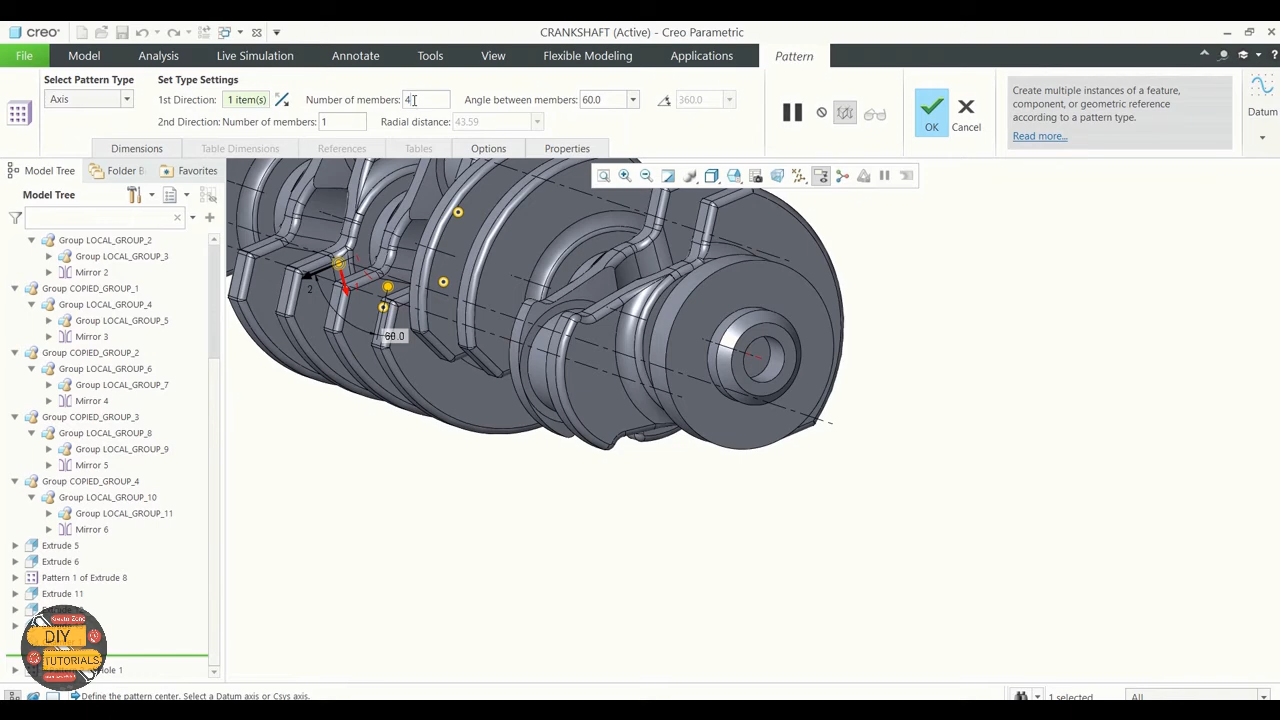 creo
CRANKSHAFT (Active) - Creo Parametric
File Model Analysis Live Simulation Annotate Tools View Flexible Modeling Applications Pattern
Select Pattern Type Set Type Settings
Axis 1st Direction: 1 item(s) Number of members: 4 Angle between members: 60.0 360.0
2nd Direction: Number of members: 1 Radial distance: 43.59
OK Cancel
Create multiple instances of a feature,
component, or geometric reference
according to a pattern type.
Read more...
Datum
Dimensions Table Dimensions References Tables Options Properties
Model Tree Folder B Favorites
Model Tree
Group LOCAL_GROUP_2
Group LOCAL_GROUP_3
Mirror 2
Group COPIED_GROUP_1
Group LOCAL_GROUP_4
Group LOCAL_GROUP_5
Mirror 3
Group COPIED_GROUP_2
Group LOCAL_GROUP_6
Group LOCAL_GROUP_7
Mirror 4
Group COPIED_GROUP_3
Group LOCAL_GROUP_8
Group LOCAL_GROUP_9
Mirror 5
Group COPIED_GROUP_4
Group LOCAL_GROUP_10
Group LOCAL_GROUP_11
Mirror 6
Extrude 5
Extrude 6
Pattern 1 of Extrude 8
Extrude 11
2
60.0
DIY
TUTORIALS
Define the pattern center. Select a Datum axis or Csys axis.
1 selected
All